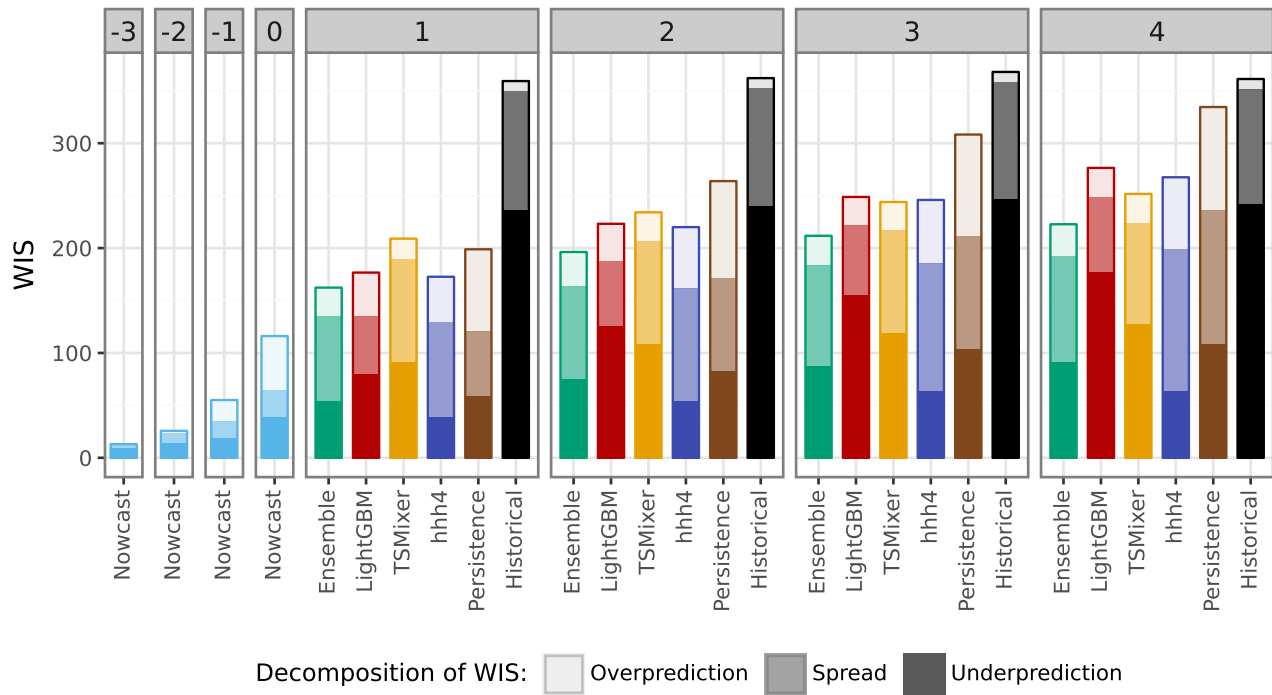 -3 -2 -1 0 1 2 3 4
WIS
300
200
100
0
Nowcast Nowcast Nowcast Nowcast Ensemble LightGBM TSMixer hhh4 Persistence Historical Ensemble LightGBM TSMixer hhh4 Persistence Historical Ensemble LightGBM TSMixer hhh4 Persistence Historical Ensemble LightGBM TSMixer hhh4 Persistence Historical
Decomposition of WIS: Overprediction Spread Underprediction